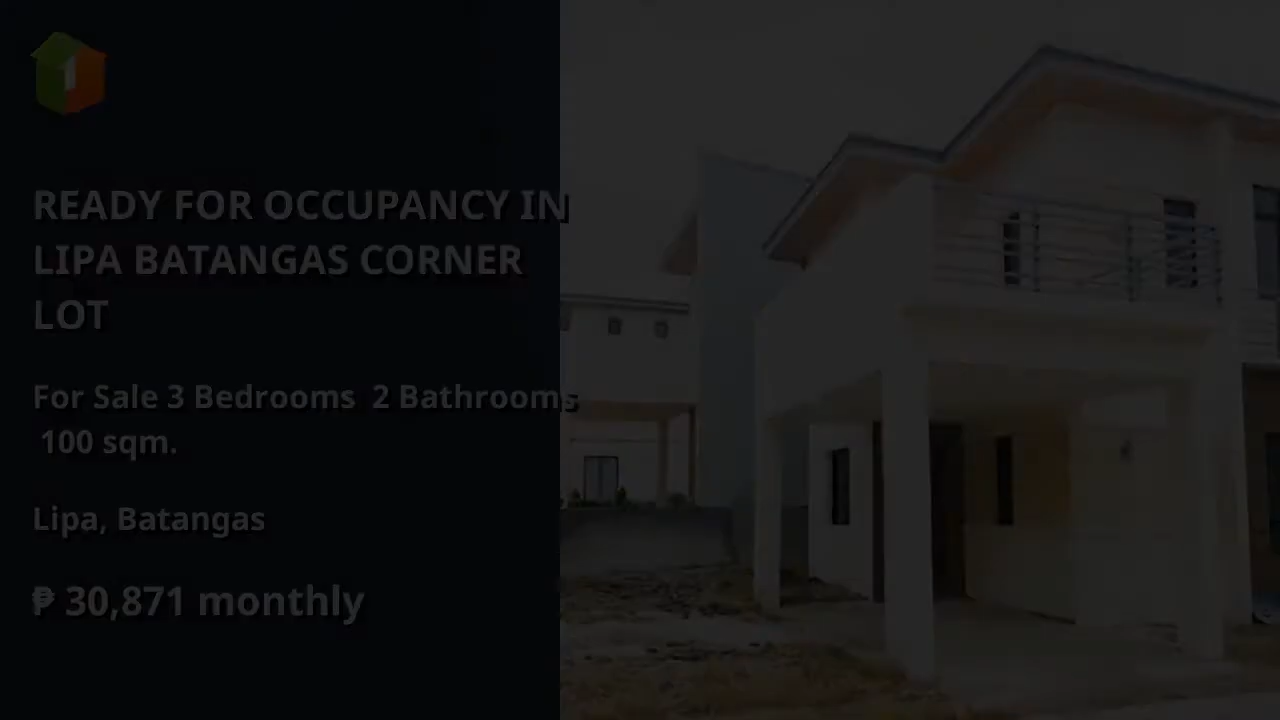 READY FOR OCCUPANCY IN
LIPA BATANGAS CORNER
LOT
For Sale 3 Bedrooms 2 Bathrooms
100 sqm.
Lipa, Batangas
₱ 30,871 monthly